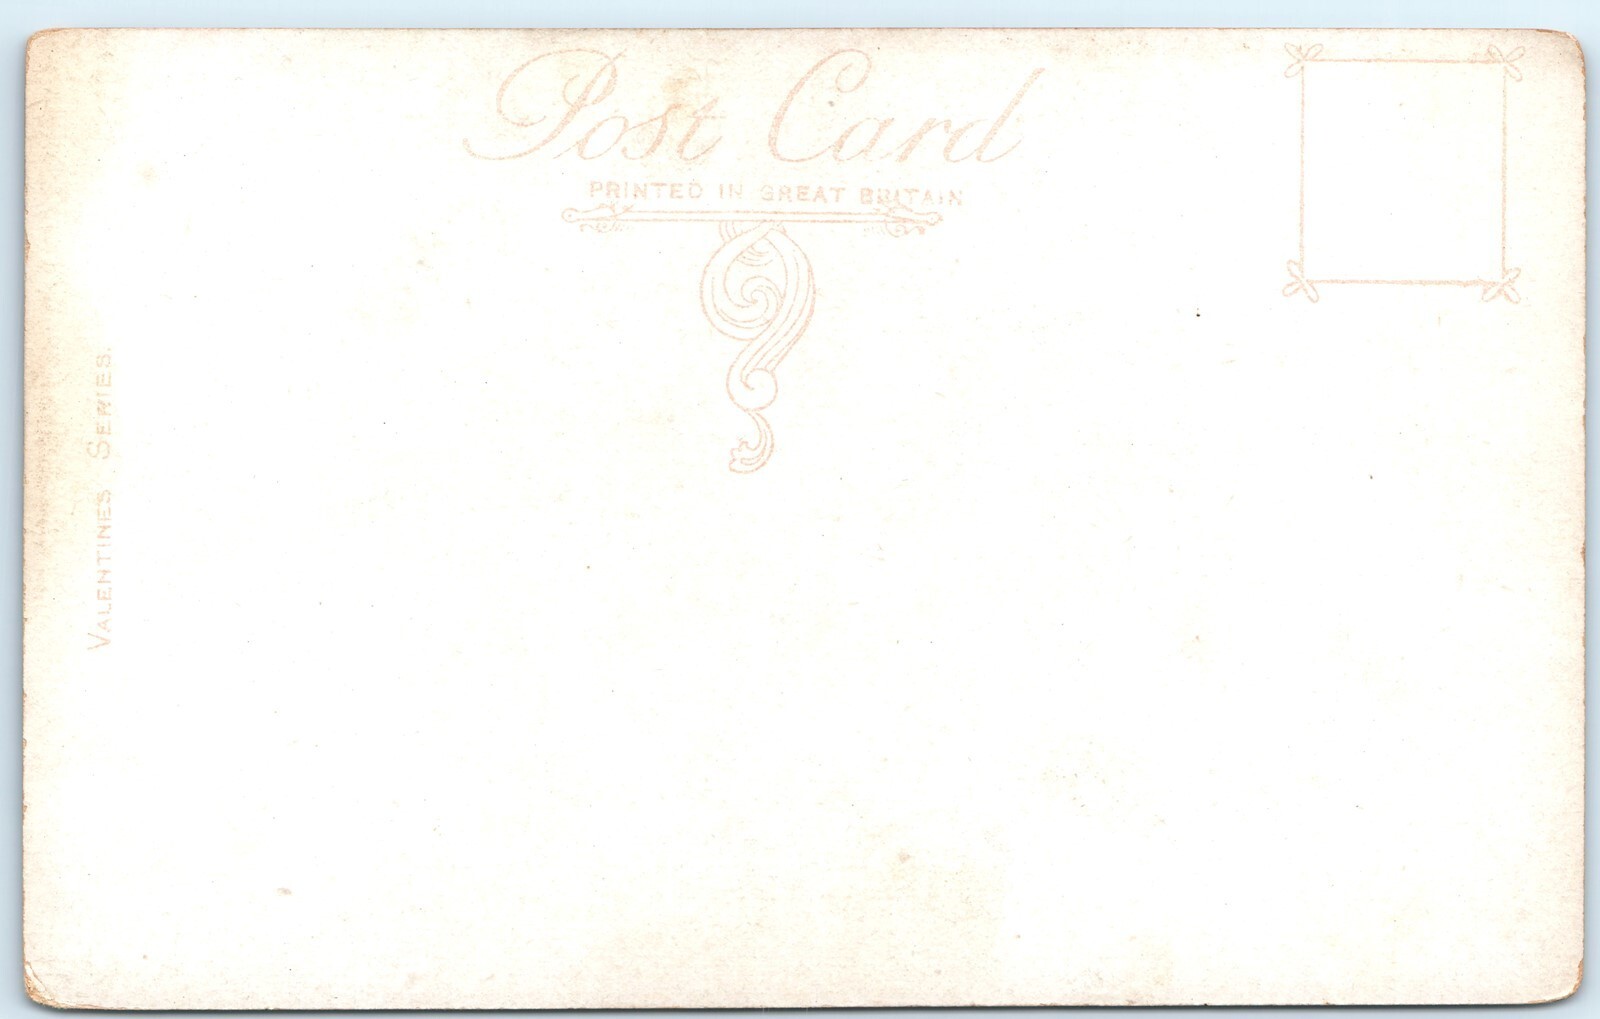 Post Card
PRINTED IN GREAT BRITAIN
VALENTINES SERIES.